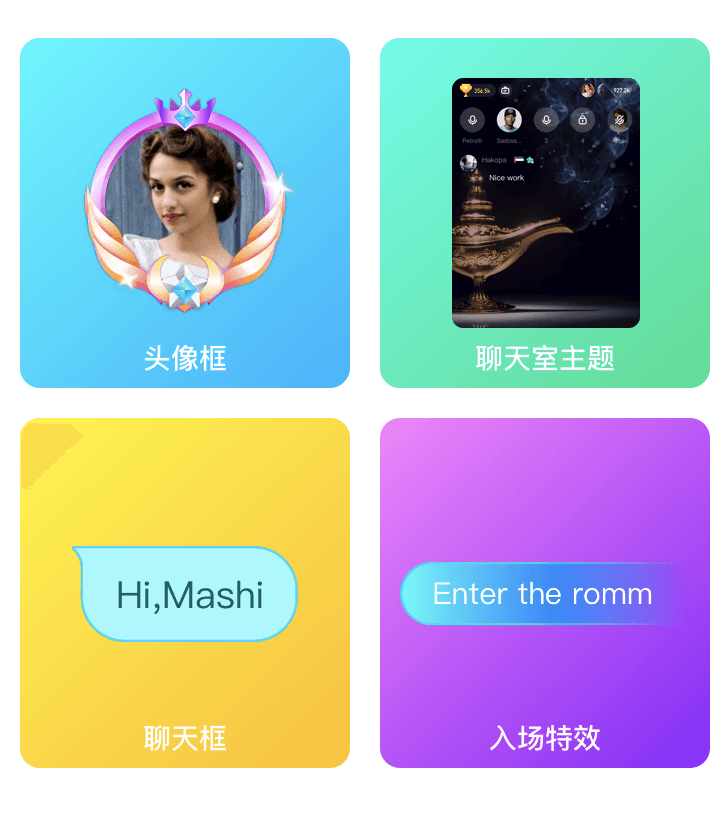 头像框
256.5k
927.2k
Petrolli
Sadovs...
3
4
Hakopa
Nice work
聊天室主题
Hi,Mashi
聊天框
Enter the romm
入场特效